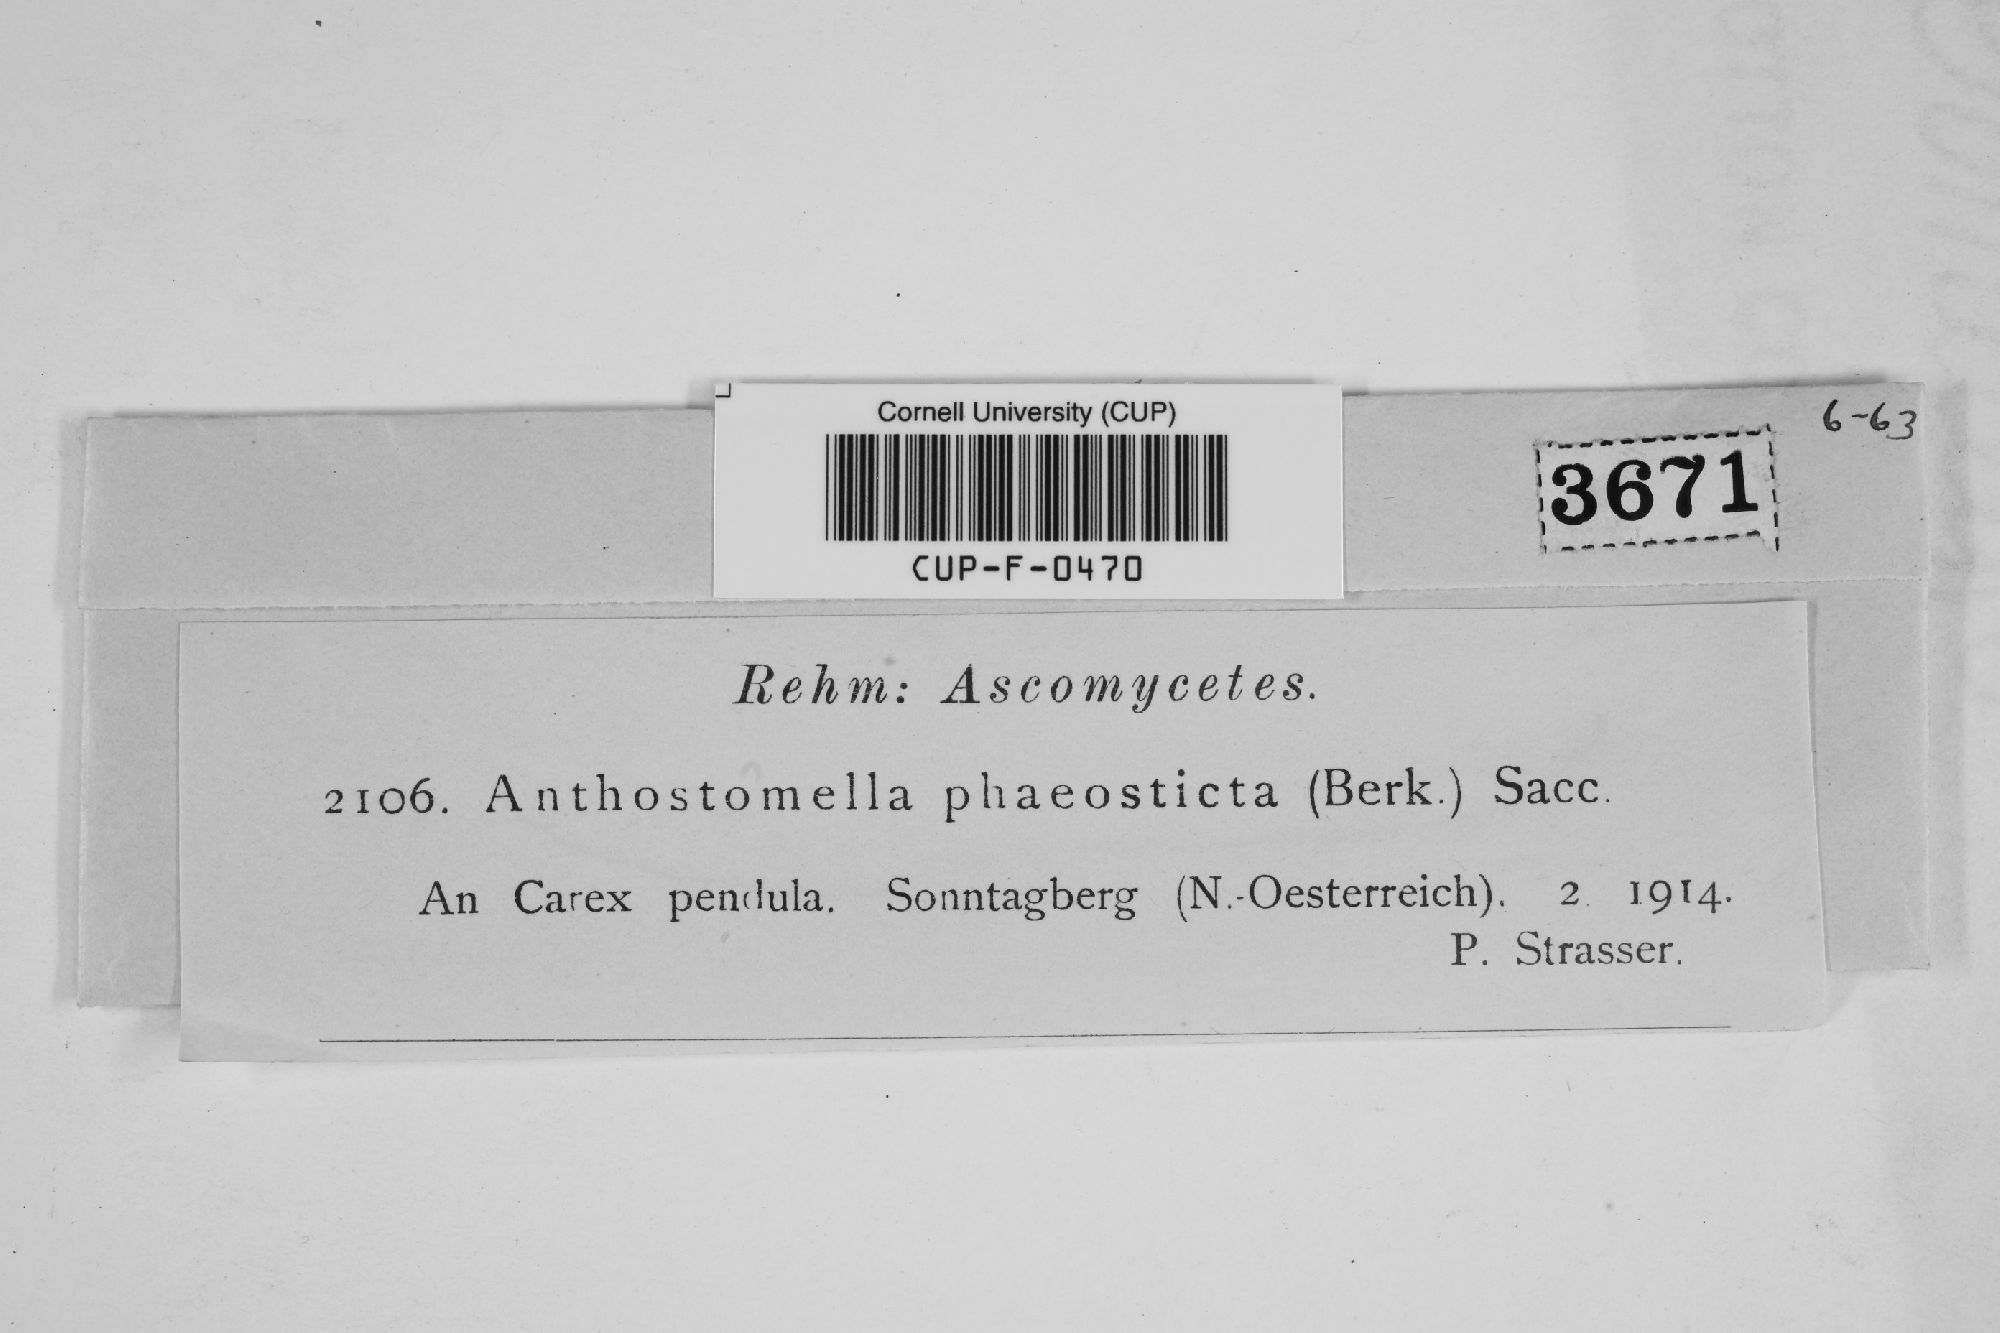 Cornell University (CUP)
CUP-F-0470
6-63
3671
Rehm: Ascomycetes.
2106. Anthostomella phaeosticta (Berk.) Sacc.
An Carex pendula. Sonntagberg (N.-Oesterreich). 2. 1914.
P. Strasser.